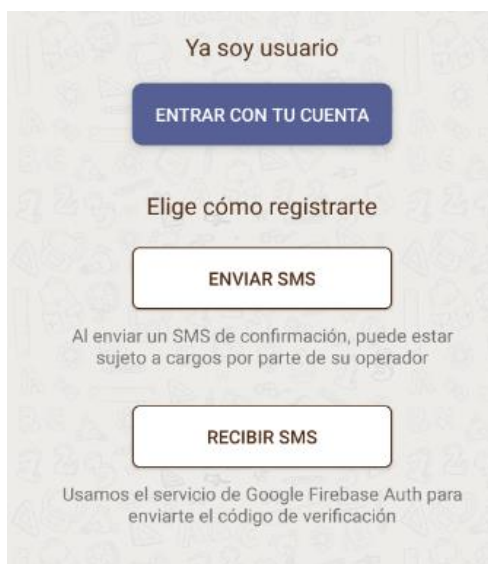 Ya soy usuario
ENTRAR CON TU CUENTA
Elige cómo registrarte
ENVIAR SMS
Al enviar un SMS de confirmación, puede estar
sujeto a cargos por parte de su operador
RECIBIR SMS
Usamos el servicio de Google Firebase Auth para
enviarte el código de verificación